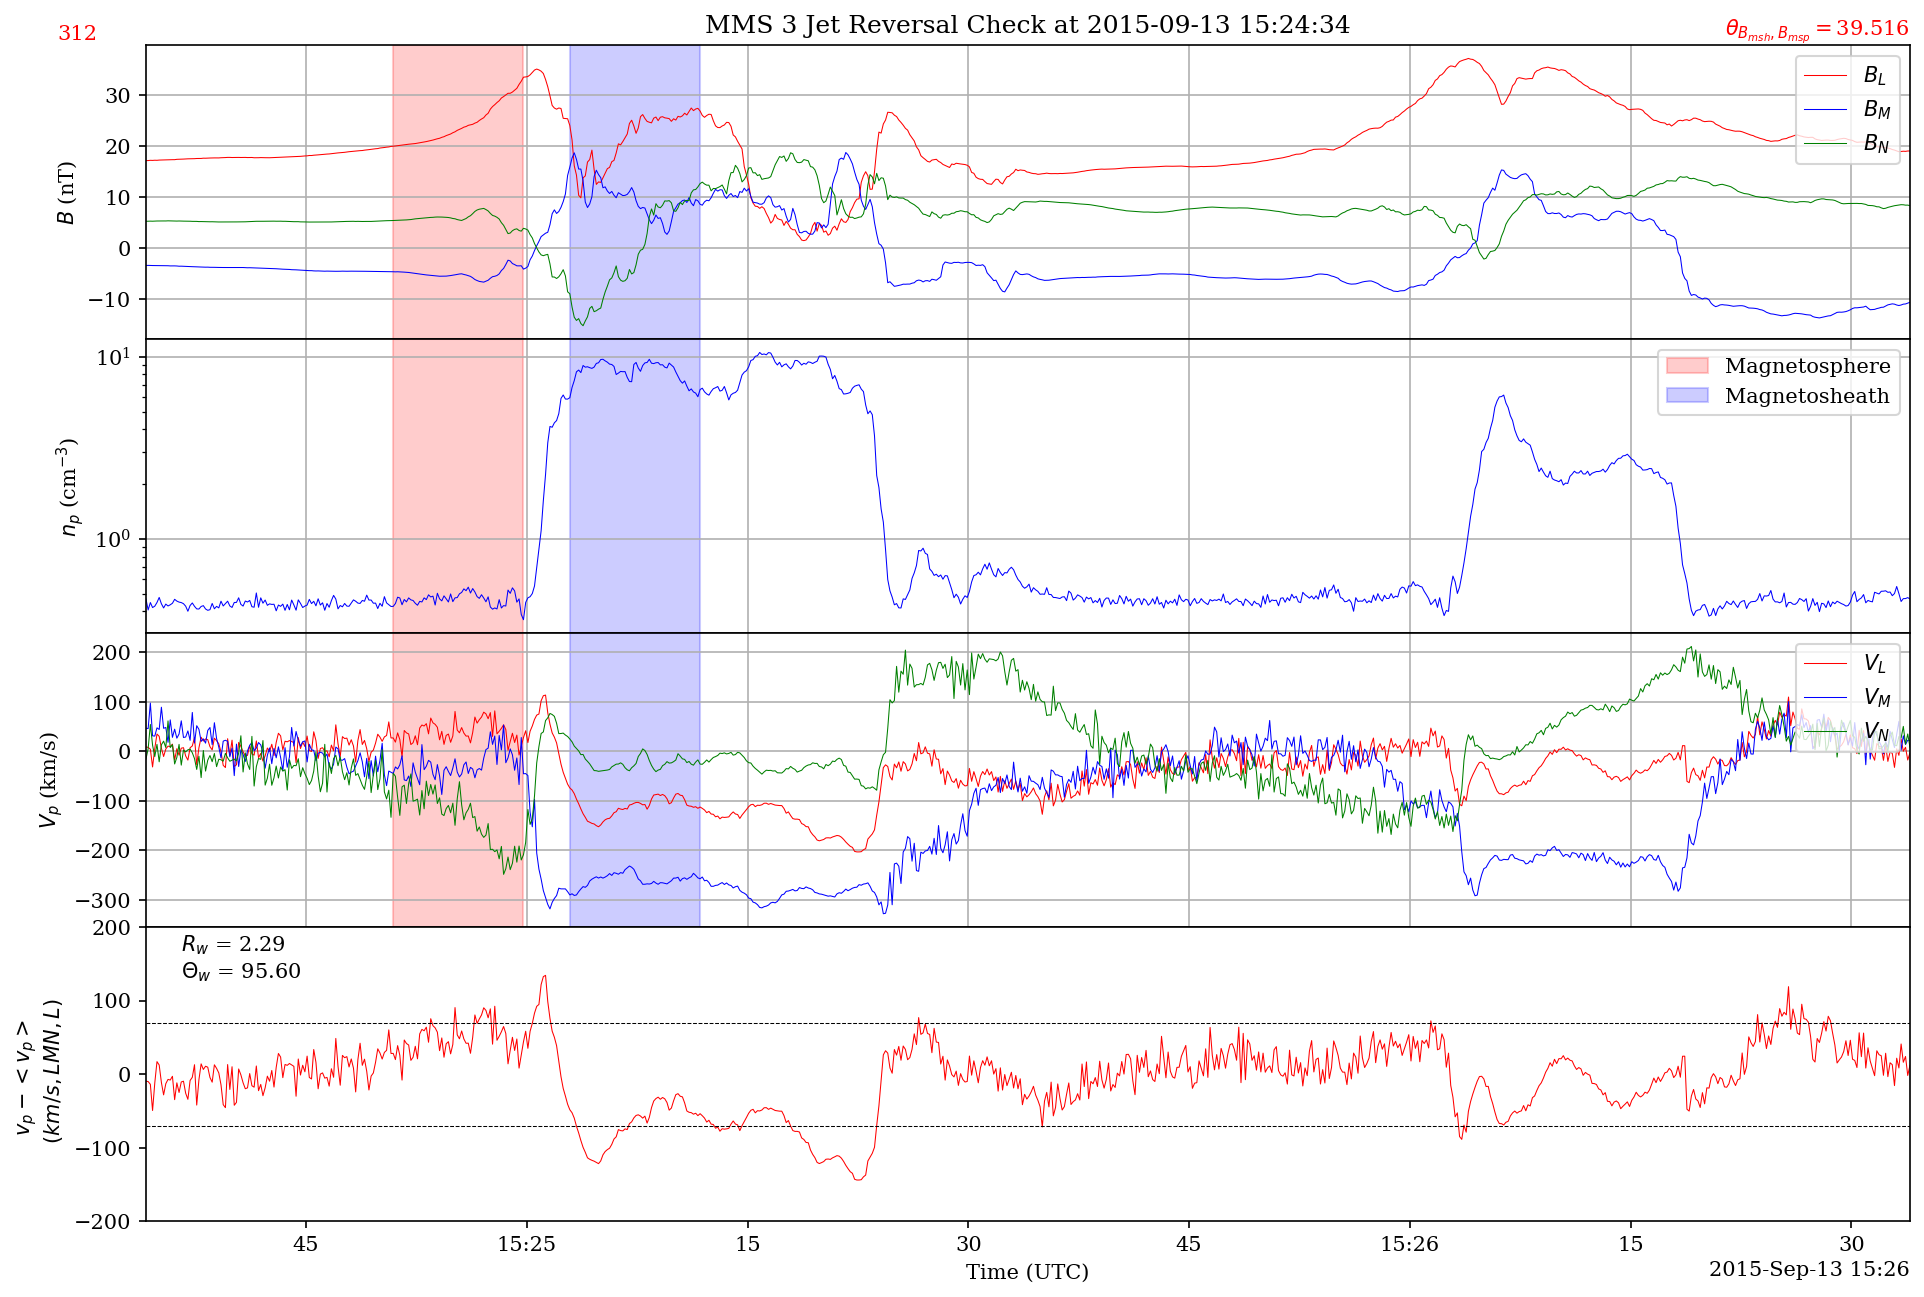 MMS 3 Jet Reversal Check at 2015-09-13 15:24:34
312
θ_{B_{msh}, B_{msp}} = 39.516
B (nT)
30
20
10
0
−10
B_L
B_M
B_N
n_p (cm^{−3})
10^1
10^0
Magnetosphere
Magnetosheath
V_p (km/s)
200
100
0
−100
−200
−300
V_L
V_M
V_N
v_p − < v_p >
(km/s, LMN, L)
200
100
0
−100
−200
R_w = 2.29
Θ_w = 95.60
45
15:25
15
30
45
15:26
15
30
Time (UTC)
2015-Sep-13 15:26